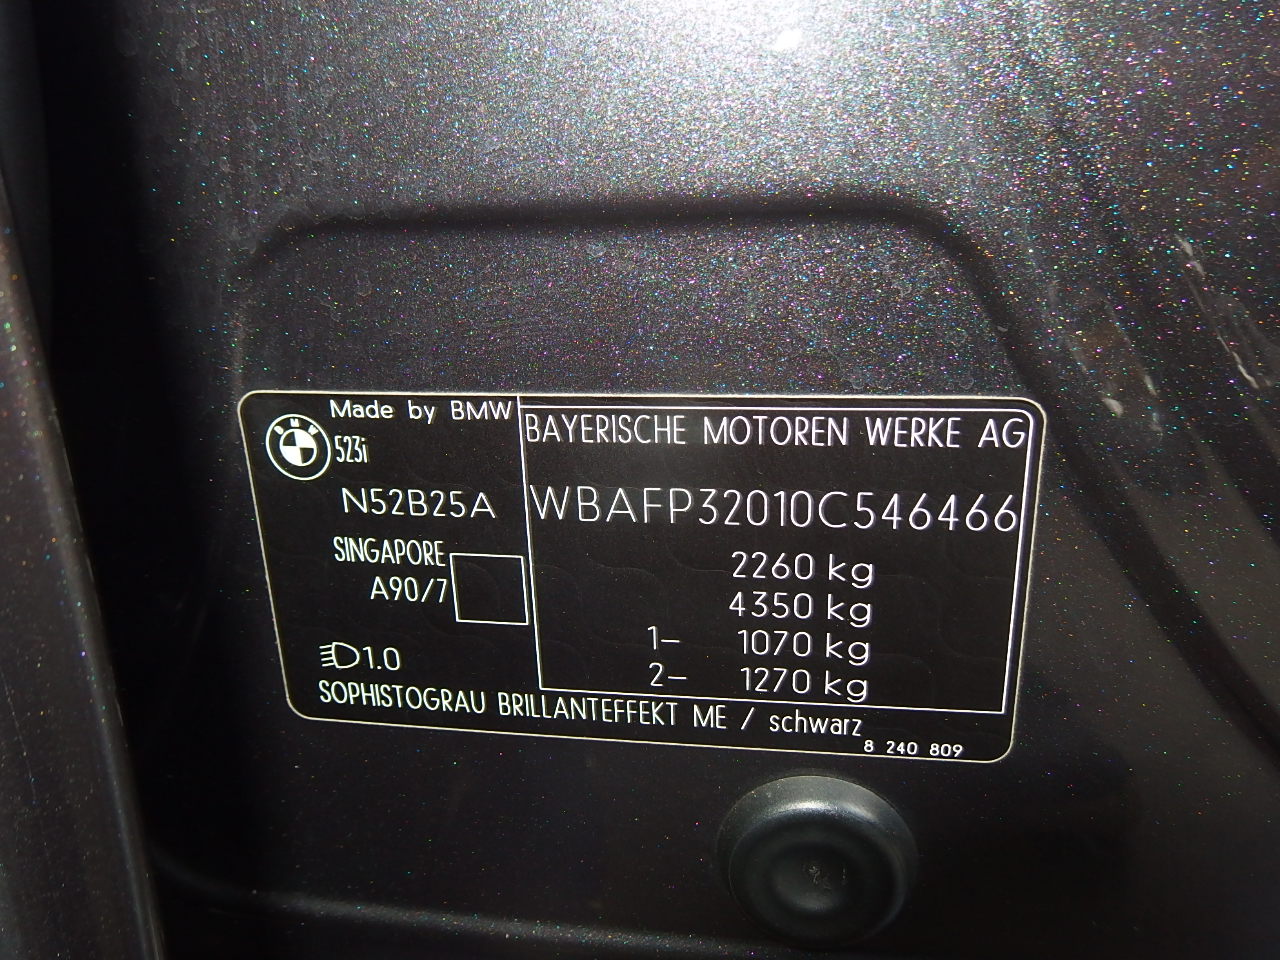 Made by BMW
BMW
523i
N52B25A
SINGAPORE
A90/7
1.0
BAYERISCHE MOTOREN WERKE AG
WBAFP32010C546466
2260 kg
4350 kg
1– 1070 kg
2– 1270 kg
SOPHISTOGRAU BRILLANTEFFEKT ME / schwarz
8 240 809